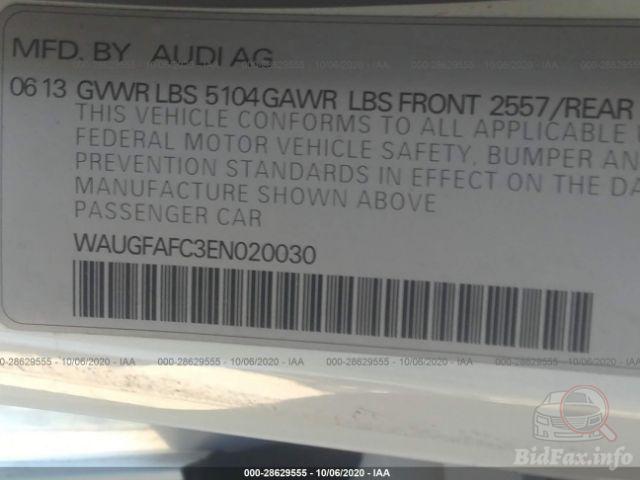 MFD. BY AUDI AG
06 13 GVWR LBS 5104 GAWR LBS FRONT 2557/REAR
THIS VEHICLE CONFORMS TO ALL APPLICABLE
FEDERAL MOTOR VEHICLE SAFETY, BUMPER AN
PREVENTION STANDARDS IN EFFECT ON THE DA
MANUFACTURE SHOWN ABOVE
PASSENGER CAR
WAUGFAFC3EN020030
000-28629555 - 10/06/2020 - IAA
BidFax.info
000-28629555 - 10/06/2020 - IAA